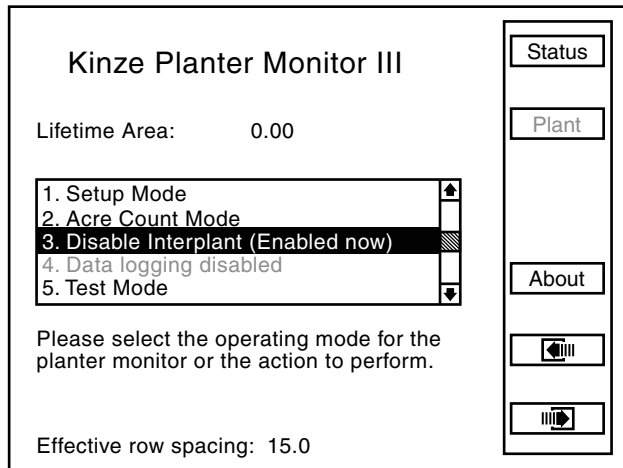 Kinze Planter Monitor III
Lifetime Area: 0.00
1. Setup Mode
2. Acre Count Mode
3. Disable Interplant (Enabled now)
4. Data logging disabled
5. Test Mode
Please select the operating mode for the
planter monitor or the action to perform.
Effective row spacing: 15.0
Status
Plant
About